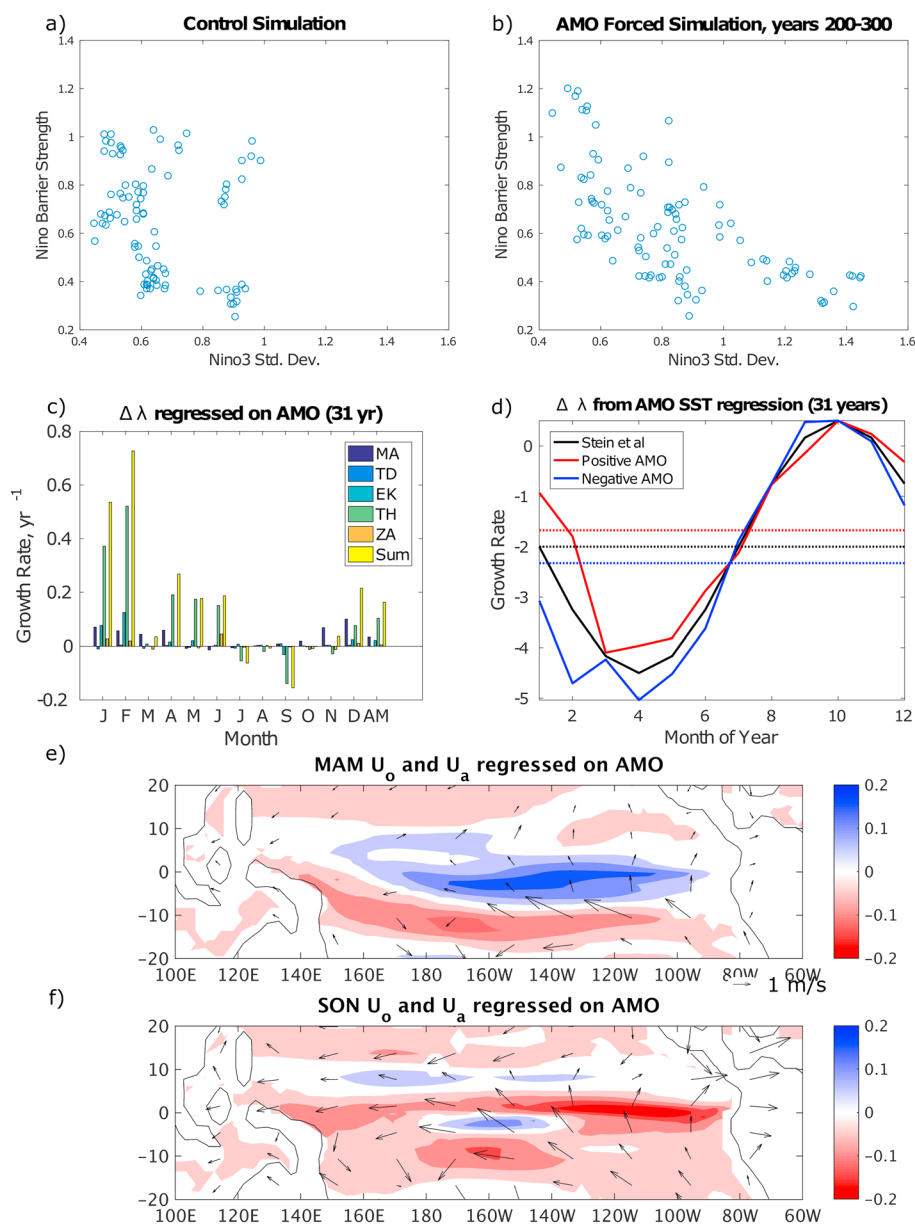 a) Control Simulation
1.4
1.2
1
0.8
0.6
0.4
0.2
Nino Barrier Strength
0.4 0.6 0.8 1 1.2 1.4 1.6
Nino3 Std. Dev.
b) AMO Forced Simulation, years 200-300
1.4
1.2
1
0.8
0.6
0.4
0.2
Nino Barrier Strength
0.4 0.6 0.8 1 1.2 1.4 1.6
Nino3 Std. Dev.
c) Δ λ regressed on AMO (31 yr)
0.8
0.6
0.4
0.2
0
-0.2
Growth Rate, yr -1
MA
TD
EK
TH
ZA
Sum
J F M A M J J A S O N D AM
Month
d) Δ λ from AMO SST regression (31 years)
0
-1
-2
-3
-4
-5
Growth Rate
Stein et al
Positive AMO
Negative AMO
2 4 6 8 10 12
Month of Year
e) MAM Uo and Ua regressed on AMO
20
10
0
-10
-20
100E 120E 140E 160E 180E 160W 140W 120W 100W 80W 60W
0.2
0.1
0
-0.1
-0.2
1 m/s
f) SON Uo and Ua regressed on AMO
20
10
0
-10
-20
100E 120E 140E 160E 180E 160W 140W 120W 100W 80W 60W
0.2
0.1
0
-0.1
-0.2